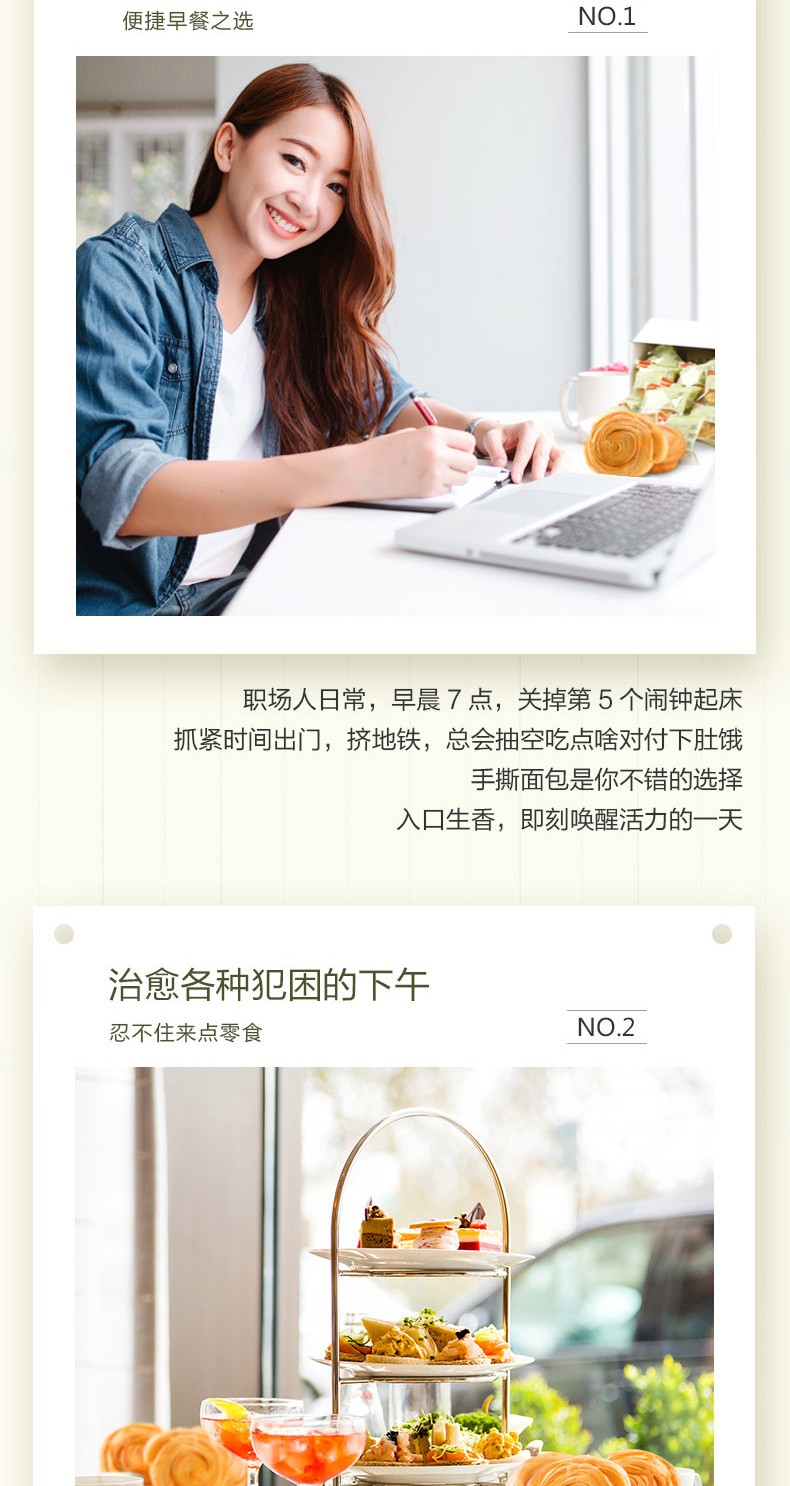 便捷早餐之选
NO.1
职场人日常，早晨 7 点，关掉第 5 个闹钟起床
抓紧时间出门，挤地铁，总会抽空吃点啥对付下肚饿
手撕面包是你不错的选择
入口生香，即刻唤醒活力的一天
治愈各种犯困的下午
忍不住来点零食
NO.2